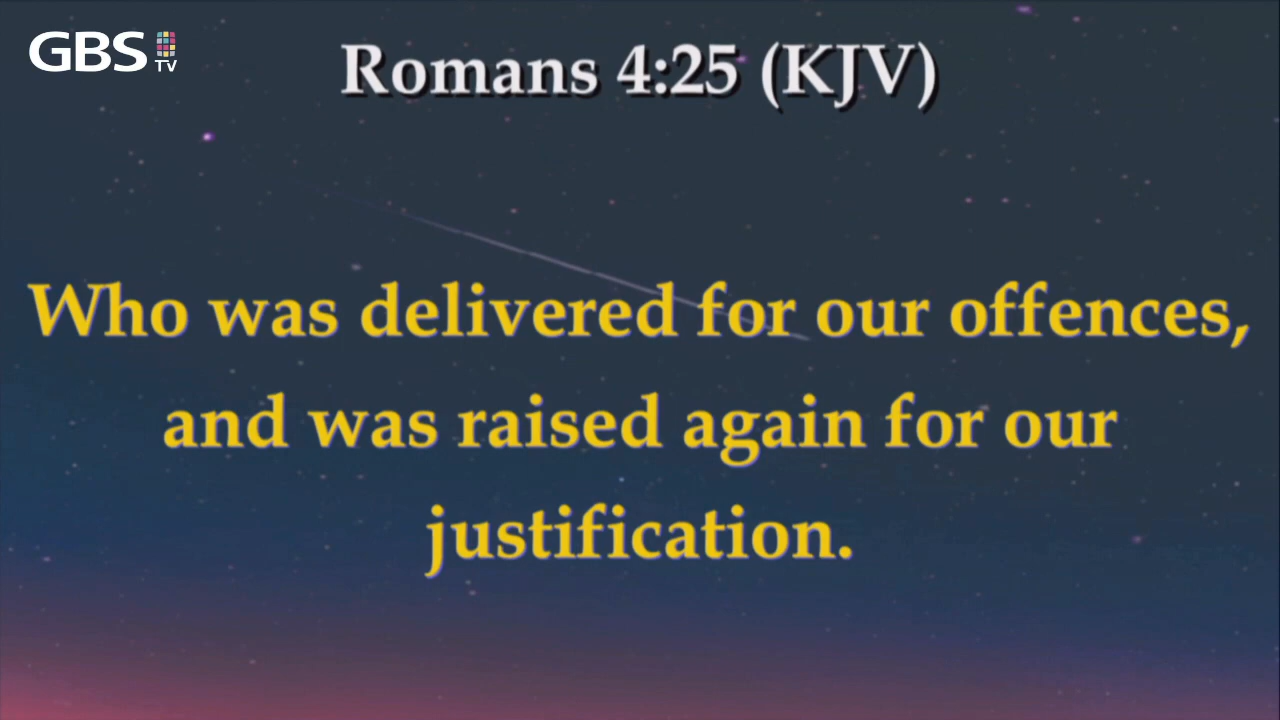 GBS TV
Romans 4:25 (KJV)
Who was delivered for our offences,
and was raised again for our
justification.